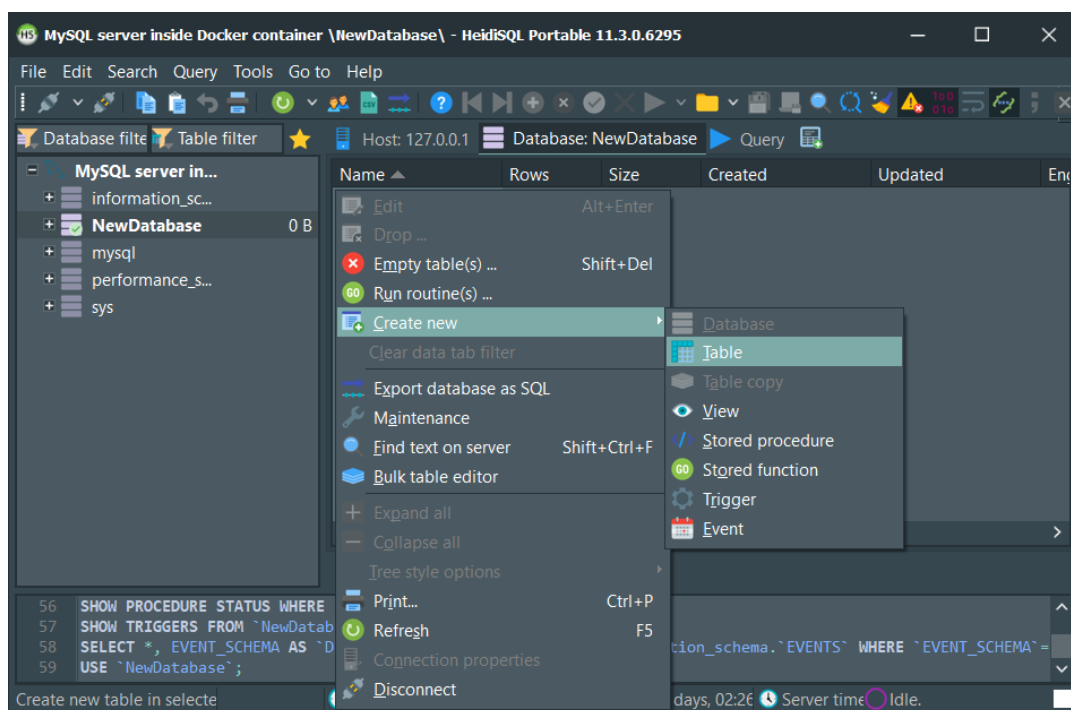 MySQL server inside Docker container \NewDatabase\ - HeidiSQL Portable 11.3.0.6295
File Edit Search Query Tools Go to Help
Database filte Table filter Host: 127.0.0.1 Database: NewDatabase Query
MySQL server in...
information_sc...
NewDatabase 0 B
mysql
performance_s...
sys
Name Rows Size Created Updated Eng
Edit Alt+Enter
Drop ...
Empty table(s) ... Shift+Del
Run routine(s) ...
Create new
Clear data tab filter
Export database as SQL
Maintenance
Find text on server Shift+Ctrl+F
Bulk table editor
Expand all
Collapse all
Tree style options
Print... Ctrl+P
Refresh F5
Connection properties
Disconnect
Database
Table
Table copy
View
Stored procedure
Stored function
Trigger
Event
56 SHOW PROCEDURE STATUS WHERE
57 SHOW TRIGGERS FROM `NewDatab
58 SELECT *, EVENT_SCHEMA AS `D tion_schema.`EVENTS` WHERE `EVENT_SCHEMA`=
59 USE `NewDatabase`;
Create new table in selecte days, 02:26 Server time Idle.